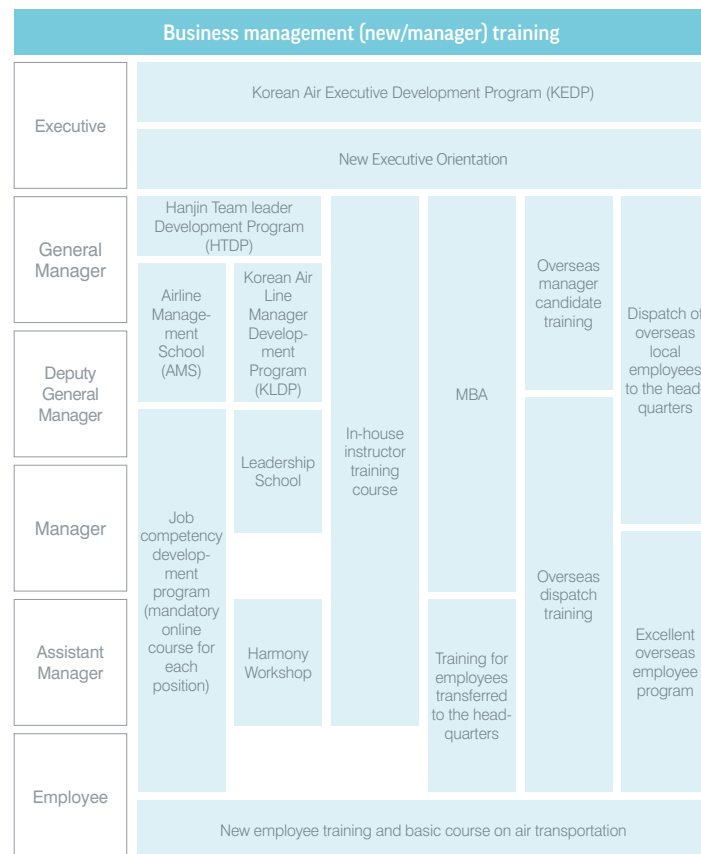 Business management (new/manager) training
Executive
Korean Air Executive Development Program (KEDP)
New Executive Orientation
General
Manager
Hanjin Team leader
Development Program
(HTDP)
Airline
Manage-
ment
School
(AMS)
Korean Air
Line
Manager
Develop-
ment
Program
(KLDP)
In-house
instructor
training
course
MBA
Overseas
manager
candidate
training
Dispatch of
overseas
local
employees
to the head-
quarters
Deputy
General
Manager
Leadership
School
Manager
Job
competency
develop-
ment
program
(mandatory
online
course for
each
position)
Overseas
dispatch
training
Assistant
Manager
Harmony
Workshop
Training for
employees
transferred
to the head-
quarters
Excellent
overseas
employee
program
Employee
New employee training and basic course on air transportation